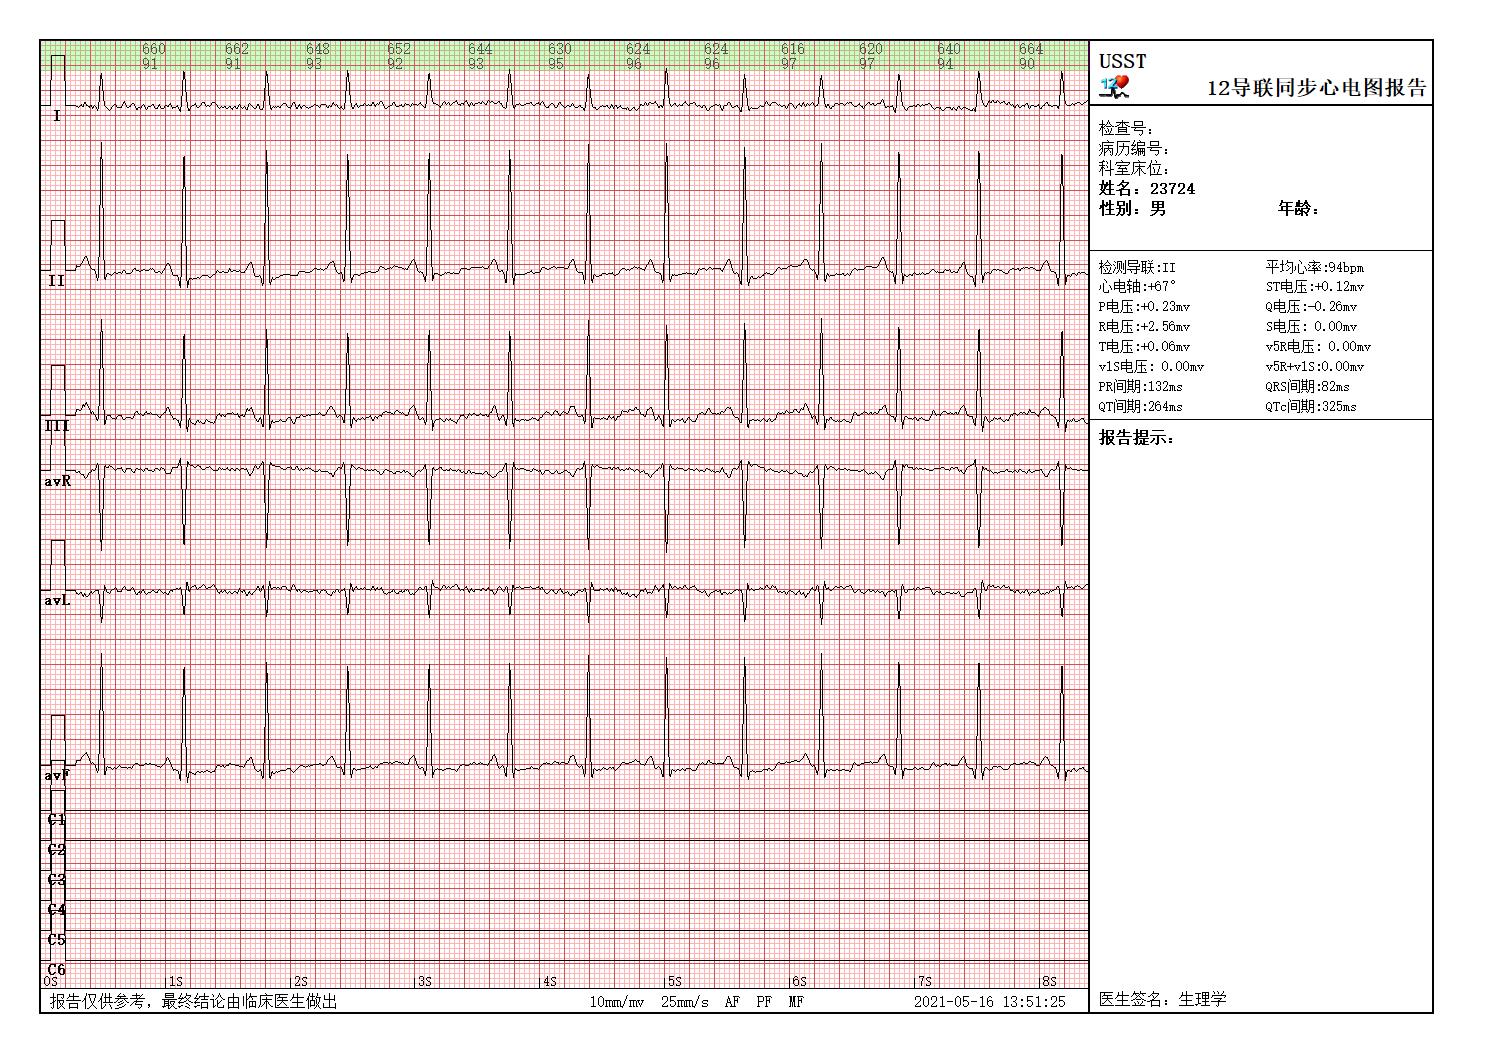 660 662 648 652 644 630 624 624 616 620 640 664
91 91 93 92 93 95 96 96 97 97 94 90
I
II
III
avR
avL
avF
C1
C2
C3
C4
C5
C6
0S 1S 2S 3S 4S 5S 6S 7S 8S
报告仅供参考，最终结论由临床医生做出 10mm/mv 25mm/s AF PF MF 2021-05-16 13:51:25
USST
12
12导联同步心电图报告
检查号：
病历编号：
科室床位：
姓名：23724
性别：男 年龄：
检测导联:II 平均心率:94bpm
心电轴:+67° ST电压:+0.12mv
P电压:+0.23mv Q电压:-0.26mv
R电压:+2.56mv S电压: 0.00mv
T电压:+0.06mv v5R电压: 0.00mv
v1S电压: 0.00mv v5R+v1S:0.00mv
PR间期:132ms QRS间期:82ms
QT间期:264ms QTc间期:325ms
报告提示：
医生签名：生理学